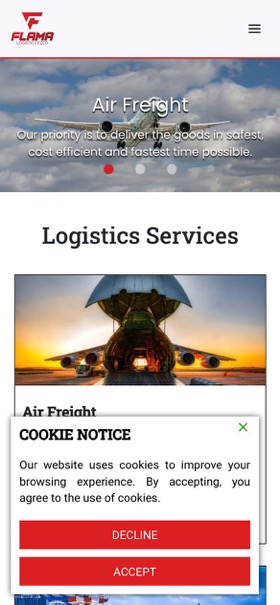 FLAMA
LOGISTICS FZCO
Air Freight
Our priority is to deliver the goods in safest,
cost efficient and fastest time possible.
Logistics Services
Air Freight
COOKIE NOTICE
Our website uses cookies to improve your
browsing experience. By accepting, you
agree to the use of cookies.
DECLINE
ACCEPT